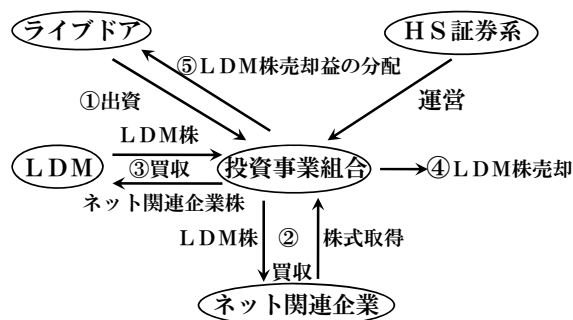 ライブドア
ＨＳ証券系
⑤ＬＤＭ株売却益の分配
①出資
運営
ＬＤＭ株
ＬＤＭ
③買収
投資事業組合
④ＬＤＭ株売却
ネット関連企業株
ＬＤＭ株
②
株式取得
買収
ネット関連企業